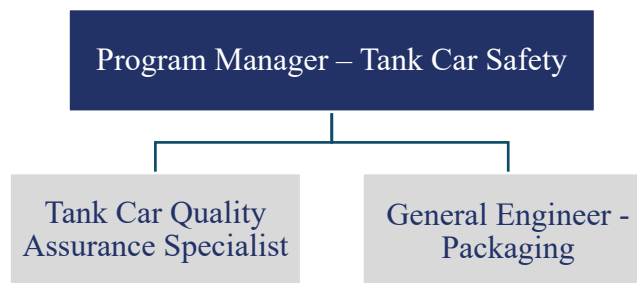 Program Manager – Tank Car Safety
Tank Car Quality
Assurance Specialist
General Engineer -
Packaging